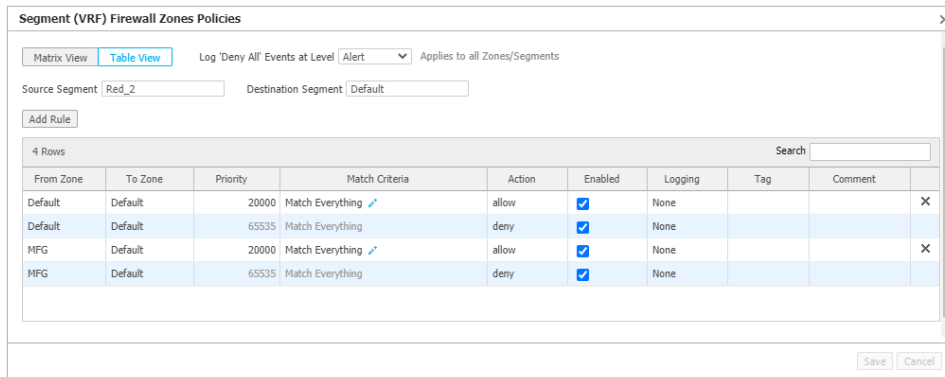 Segment (VRF) Firewall Zones Policies
Matrix View Table View Log 'Deny All' Events at Level Alert Applies to all Zones/Segments
Source Segment Red_2 Destination Segment Default
Add Rule
4 Rows Search
From Zone To Zone Priority Match Criteria Action Enabled Logging Tag Comment
Default Default 20000 Match Everything allow None
Default Default 65535 Match Everything deny None
MFG Default 20000 Match Everything allow None
MFG Default 65535 Match Everything deny None
Save Cancel